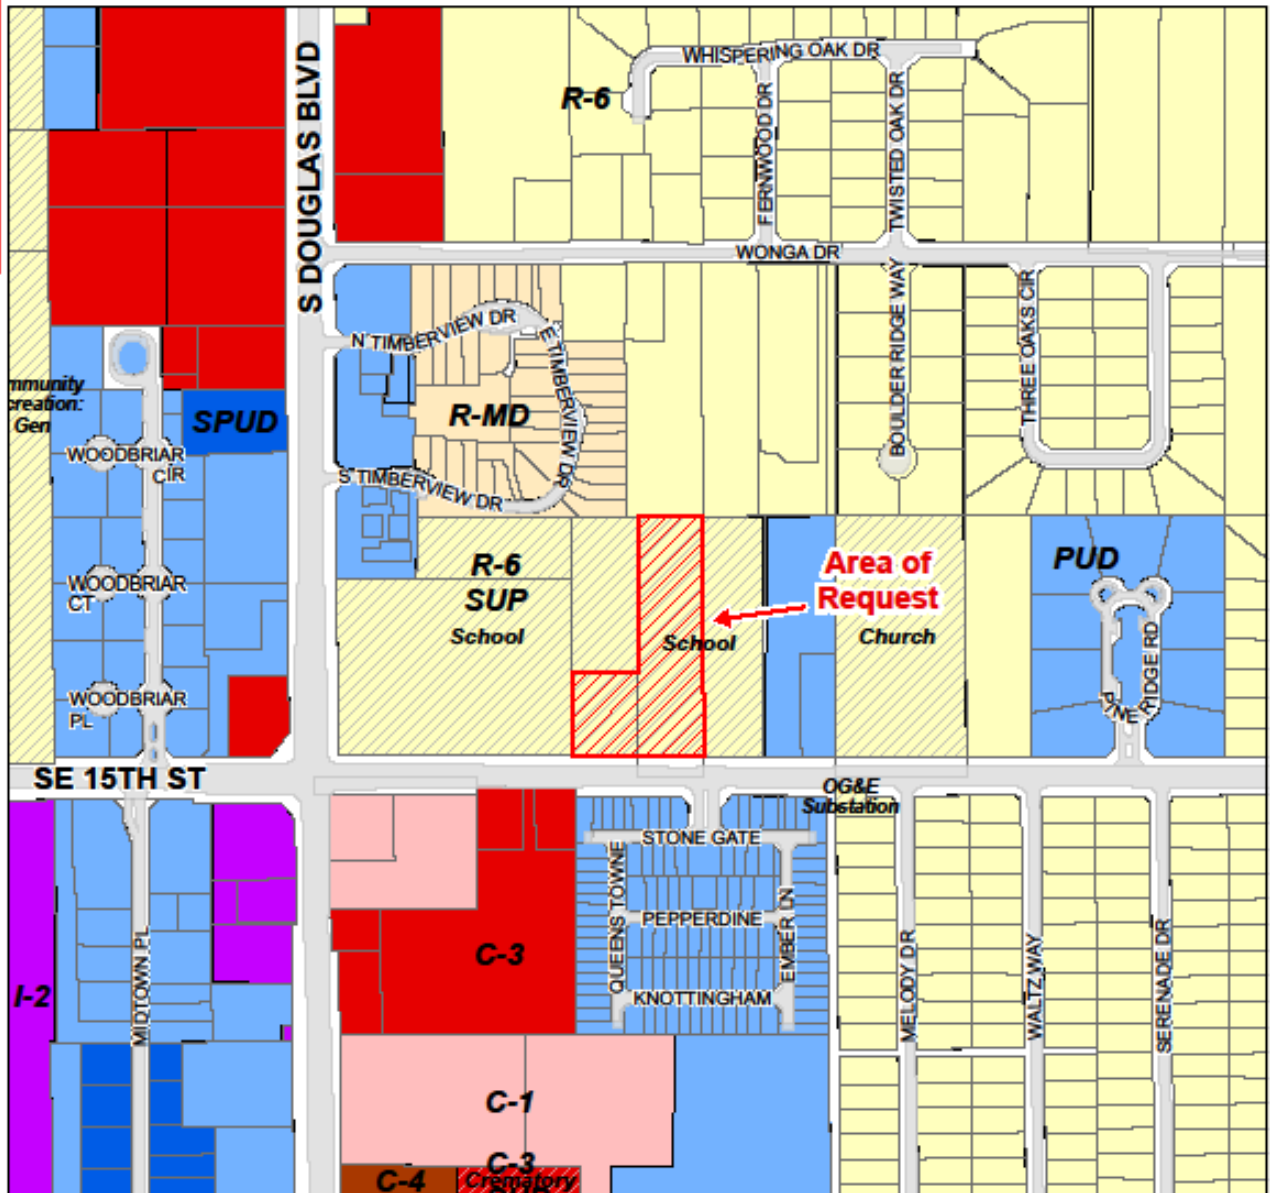 WHISPERING OAK DR
R-6
S DOUGLAS BLVD
FERNWOOD DR
TWISTED OAK DR
WONGA DR
N TIMBERVIEW DR
E TIMBERVIEW DR
BOULDER RIDGE WAY
THREE OAKS CIR
mmunity
creation:
Gen
SPUD
R-MD
WOODBRIAR
CIR
S TIMBERVIEW DR
R-6
SUP
School
Area of
Request
School
Church
PUD
WOODBRIAR
CT
PINE RIDGE RD
WOODBRIAR
PL
SE 15TH ST
OG&E
Substation
STONE GATE
QUEENS TOWNE
PEPPERDINE
EMBER LN
KNOTTINGHAM
C-3
I-2
MIDTOWN PL
MELODY DR
WALTZ WAY
SERENADE DR
C-1
C-3
C-4
Crematory